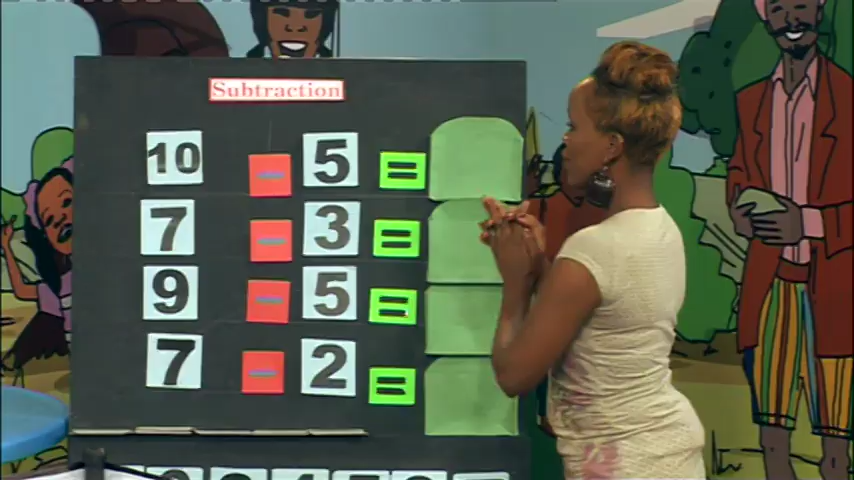 Subtraction
10 - 5 =
7 - 3 =
9 - 5 =
7 - 2 =